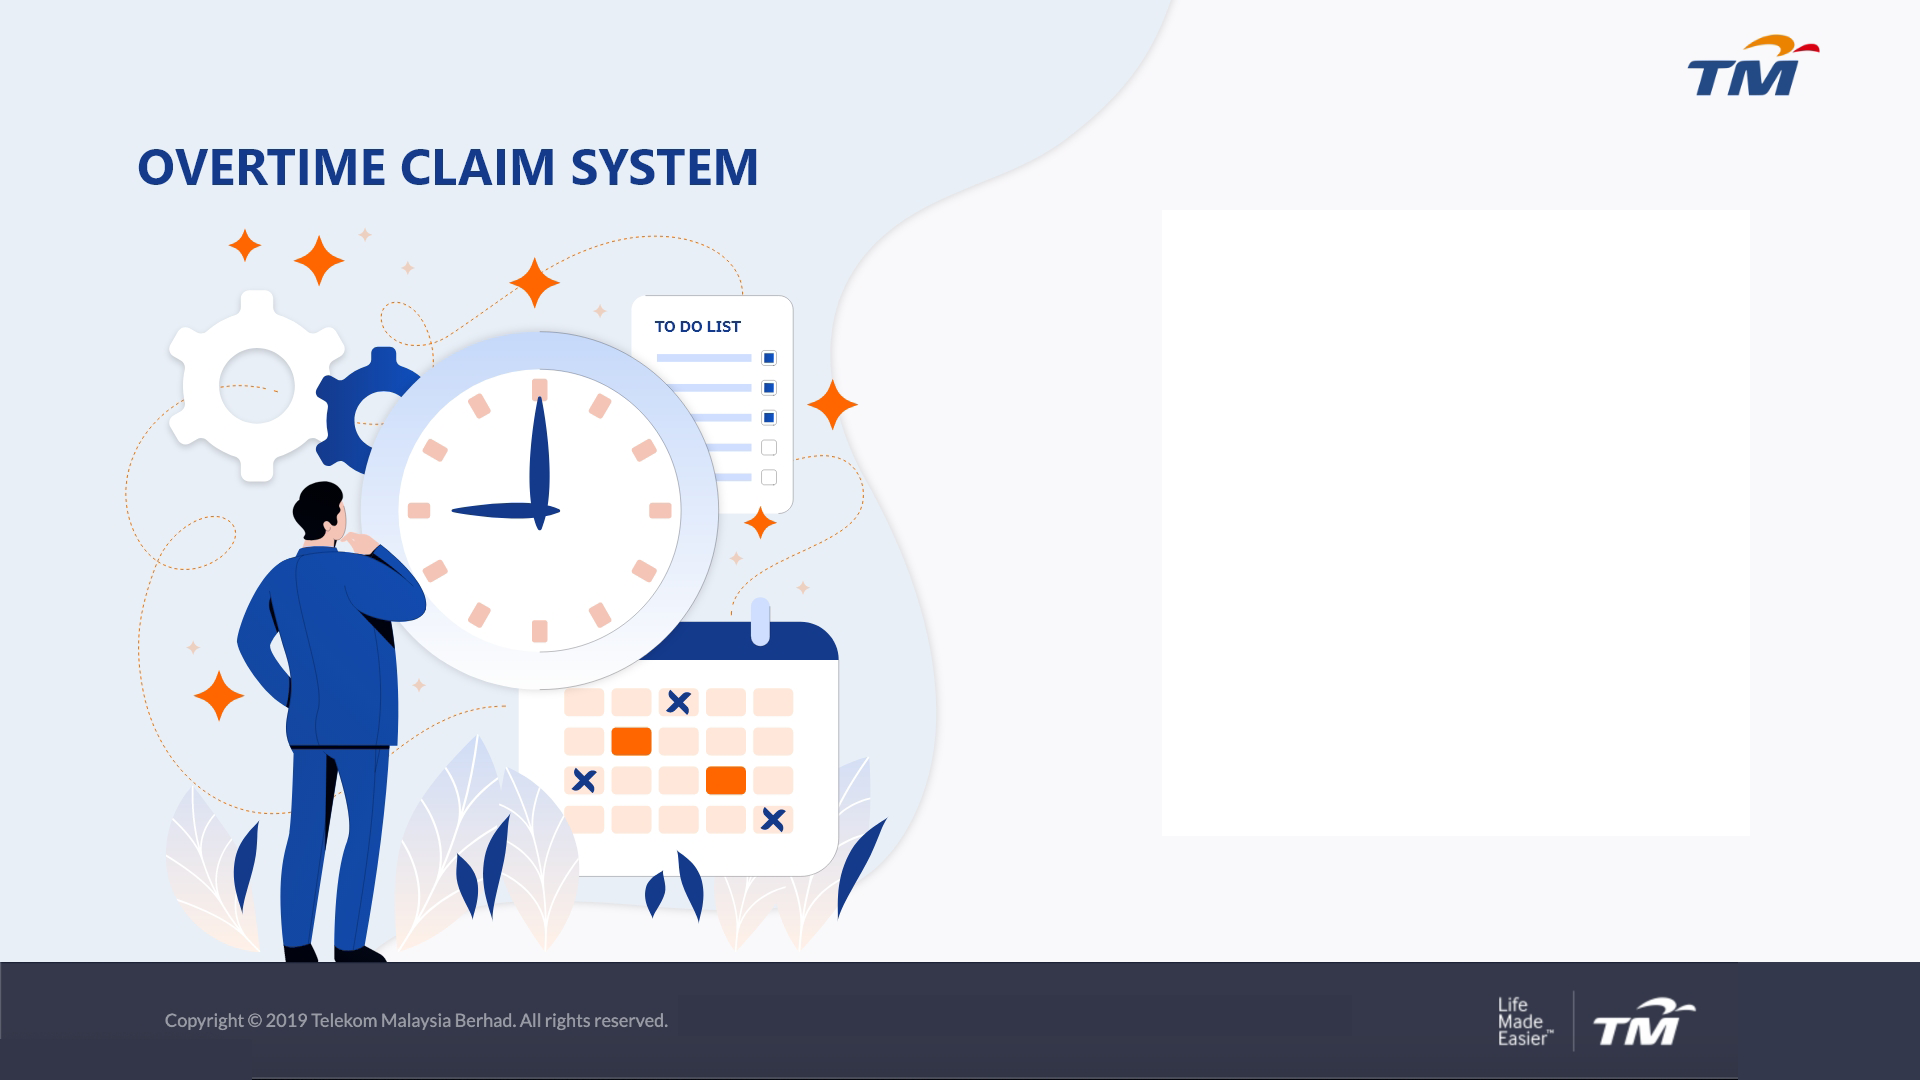 TM
OVERTIME CLAIM SYSTEM
TO DO LIST
Copyright © 2019 Telekom Malaysia Berhad. All rights reserved.
Life
Made
Easier™
TM